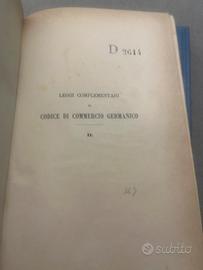 D 2614
LEGGI COMPLEMENTARI
AL
CODICE DI COMMERCIO GERMANICO
II.
subito